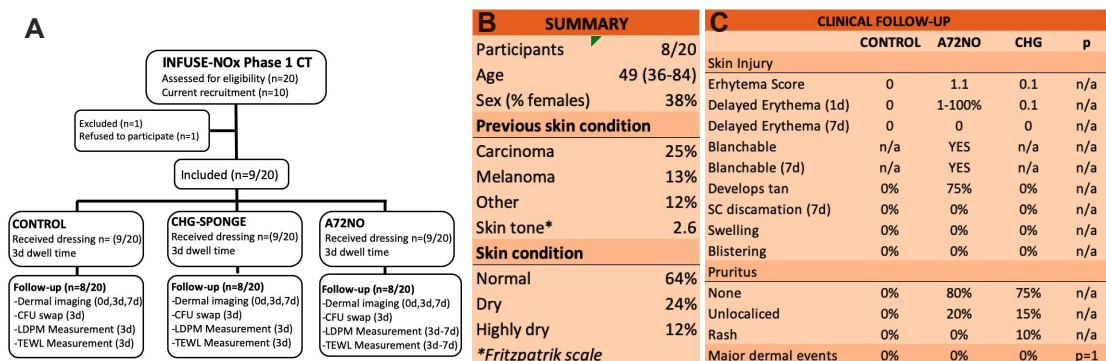 A
INFUSE-NOx Phase 1 CT
Assessed for eligibility (n=20)
Current recruitment (n=10)
Excluded (n=1)
Refused to participate (n=1)
Included (n=9/20)
CONTROL
Received dressing n= (9/20)
3d dwell time
CHG-SPONGE
Received dressing n=(9/20)
3d dwell time
A72NO
Received dressing n=(9/20)
3d dwell time
Follow-up (n=8/20)
-Dermal imaging (0d,3d,7d)
-CFU swap (3d)
-LDPM Measurement (3d)
-TEWL Measurement (3d)
Follow-up (n=8/20)
-Dermal imaging (0d,3d,7d)
-CFU swap (3d)
-LDPM Measurement (3d)
-TEWL Measurement (3d)
Follow-up (n=8/20)
-Dermal imaging (0d,3d,7d)
-CFU swap (3d)
-LDPM Measurement (3d-7d)
-TEWL Measurement (3d-7d)
B SUMMARY
Participants 8/20
Age 49 (36-84)
Sex (% females) 38%
Previous skin condition
Carcinoma 25%
Melanoma 13%
Other 12%
Skin tone* 2.6
Skin condition
Normal 64%
Dry 24%
Highly dry 12%
*Fritzpatrik scale
C CLINICAL FOLLOW-UP
CONTROL A72NO CHG p
Skin Injury
Erhytema Score 0 1.1 0.1 n/a
Delayed Erythema (1d) 0 1-100% 0.1 n/a
Delayed Erythema (7d) 0 0 0 n/a
Blanchable n/a YES n/a n/a
Blanchable (7d) n/a YES n/a n/a
Develops tan 0% 75% 0% n/a
SC discamation (7d) 0% 0% 0% n/a
Swelling 0% 0% 0% n/a
Blistering 0% 0% 0% n/a
Pruritus
None 0% 80% 75% n/a
Unlocaliced 0% 20% 15% n/a
Rash 0% 0% 10% n/a
Major dermal events 0% 0% 0% p=1